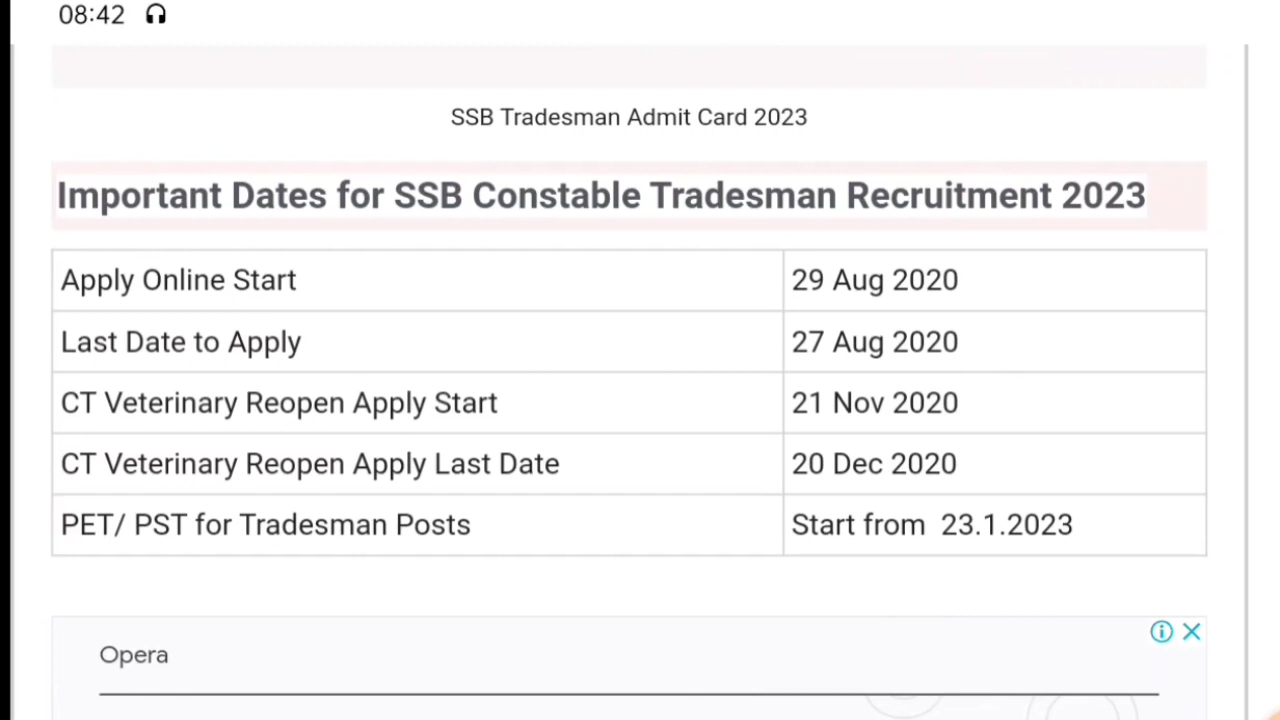 08:42
SSB Tradesman Admit Card 2023
Important Dates for SSB Constable Tradesman Recruitment 2023
Apply Online Start 29 Aug 2020
Last Date to Apply 27 Aug 2020
CT Veterinary Reopen Apply Start 21 Nov 2020
CT Veterinary Reopen Apply Last Date 20 Dec 2020
PET/ PST for Tradesman Posts Start from 23.1.2023
Opera